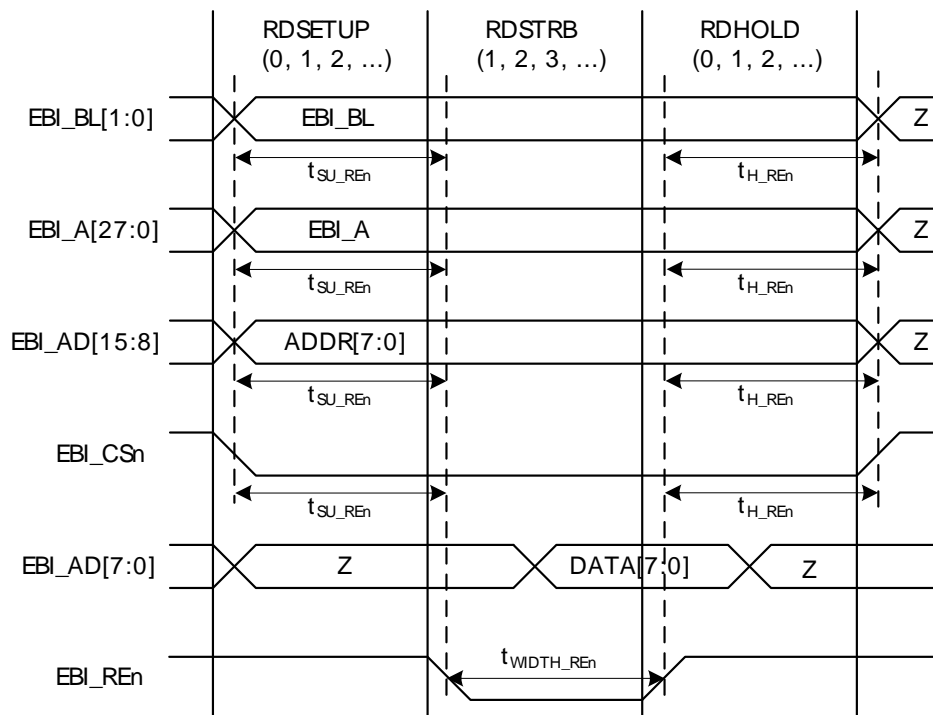 RDSETUP RDSTRB RDHOLD
(0, 1, 2, ...) (1, 2, 3, ...) (0, 1, 2, ...)
EBI_BL[1:0] EBI_BL Z
tSU_REn tH_REn
EBI_A[27:0] EBI_A Z
tSU_REn tH_REn
EBI_AD[15:8] ADDR[7:0] Z
tSU_REn tH_REn
EBI_CSn
tSU_REn tH_REn
EBI_AD[7:0] Z DATA[7:0] Z
tWIDTH_REn
EBI_REn